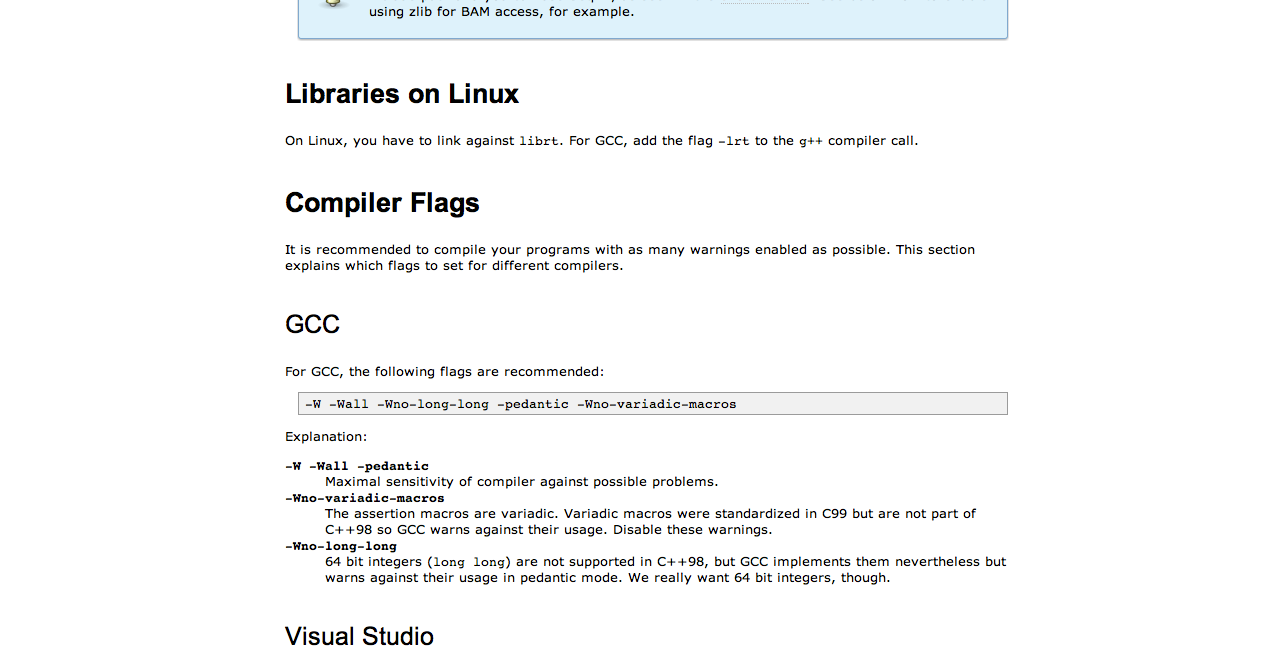 using zlib for BAM access, for example.
Libraries on Linux
On Linux, you have to link against librt. For GCC, add the flag -lrt to the g++ compiler call.
Compiler Flags
It is recommended to compile your programs with as many warnings enabled as possible. This section
explains which flags to set for different compilers.
GCC
For GCC, the following flags are recommended:
-W -Wall -Wno-long-long -pedantic -Wno-variadic-macros
Explanation:
-W -Wall -pedantic
Maximal sensitivity of compiler against possible problems.
-Wno-variadic-macros
The assertion macros are variadic. Variadic macros were standardized in C99 but are not part of
C++98 so GCC warns against their usage. Disable these warnings.
-Wno-long-long
64 bit integers (long long) are not supported in C++98, but GCC implements them nevertheless but
warns against their usage in pedantic mode. We really want 64 bit integers, though.
Visual Studio